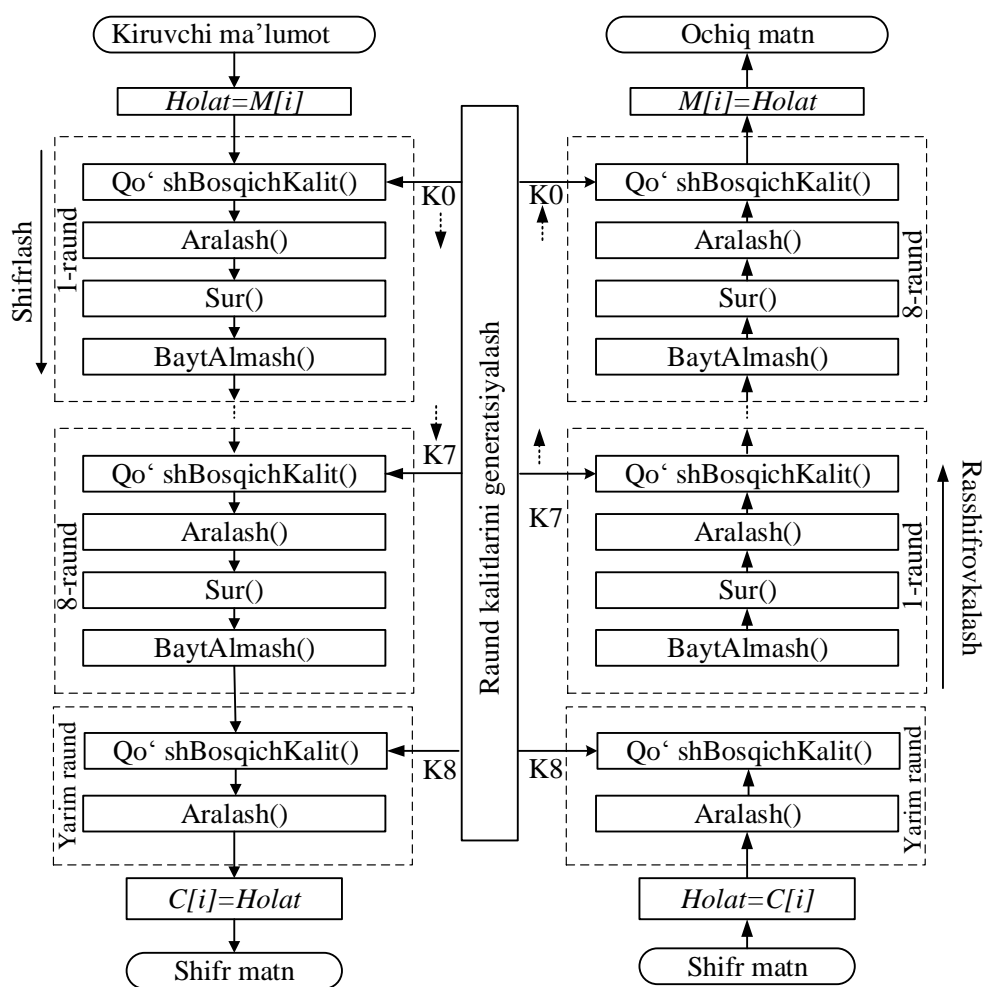 Kiruvchi ma’lumot
Holat=M[i]
Shifrlash
1-raund
Qo‘ shBosqichKalit()
Aralash()
Sur()
BaytAlmash()
8-raund
Qo‘ shBosqichKalit()
Aralash()
Sur()
BaytAlmash()
Yarim raund
Qo‘ shBosqichKalit()
Aralash()
C[i]=Holat
Shifr matn
K0
K7
K8
Raund kalitlarini generatsiyalash
K0
K7
K8
Ochiq matn
M[i]=Holat
Qo‘ shBosqichKalit()
Aralash()
Sur()
BaytAlmash()
8-raund
Qo‘ shBosqichKalit()
Aralash()
Sur()
BaytAlmash()
1-raund
Rasshifrovkalash
Qo‘ shBosqichKalit()
Aralash()
Yarim raund
Holat=C[i]
Shifr matn